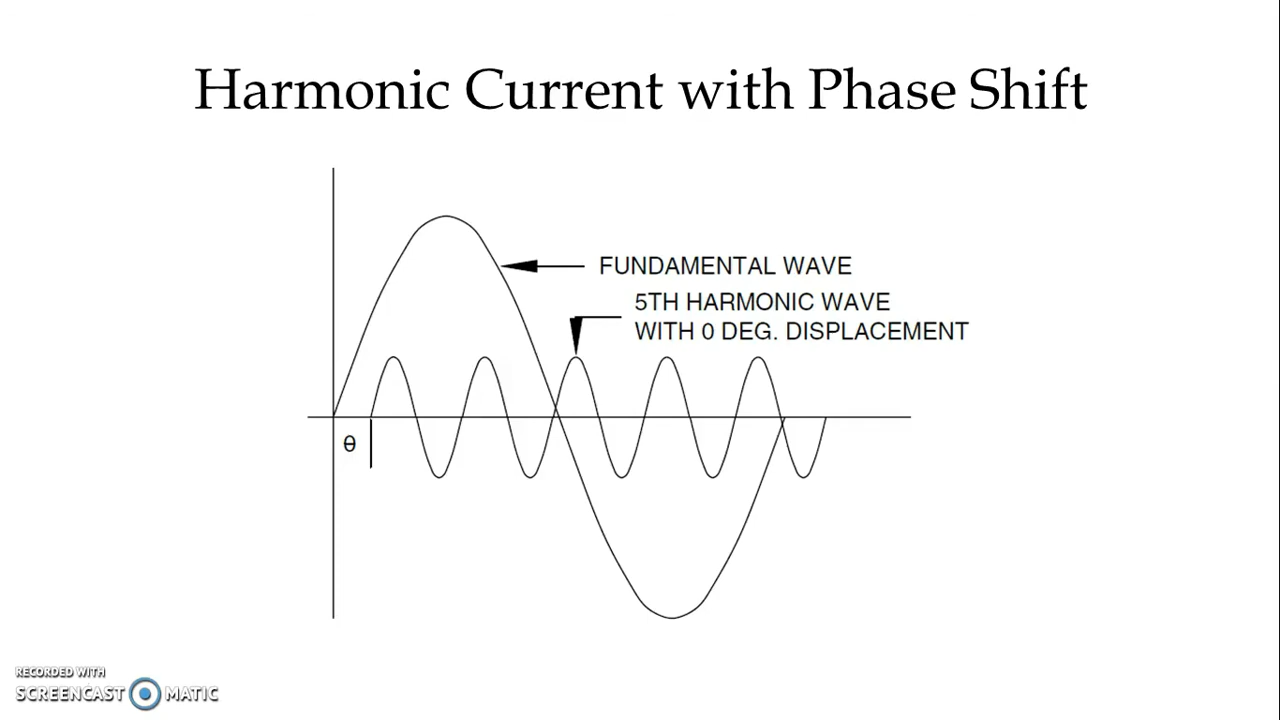 Harmonic Current with Phase Shift
FUNDAMENTAL WAVE
5TH HARMONIC WAVE
WITH 0 DEG. DISPLACEMENT
θ
RECORDED WITH
SCREENCAST MATIC